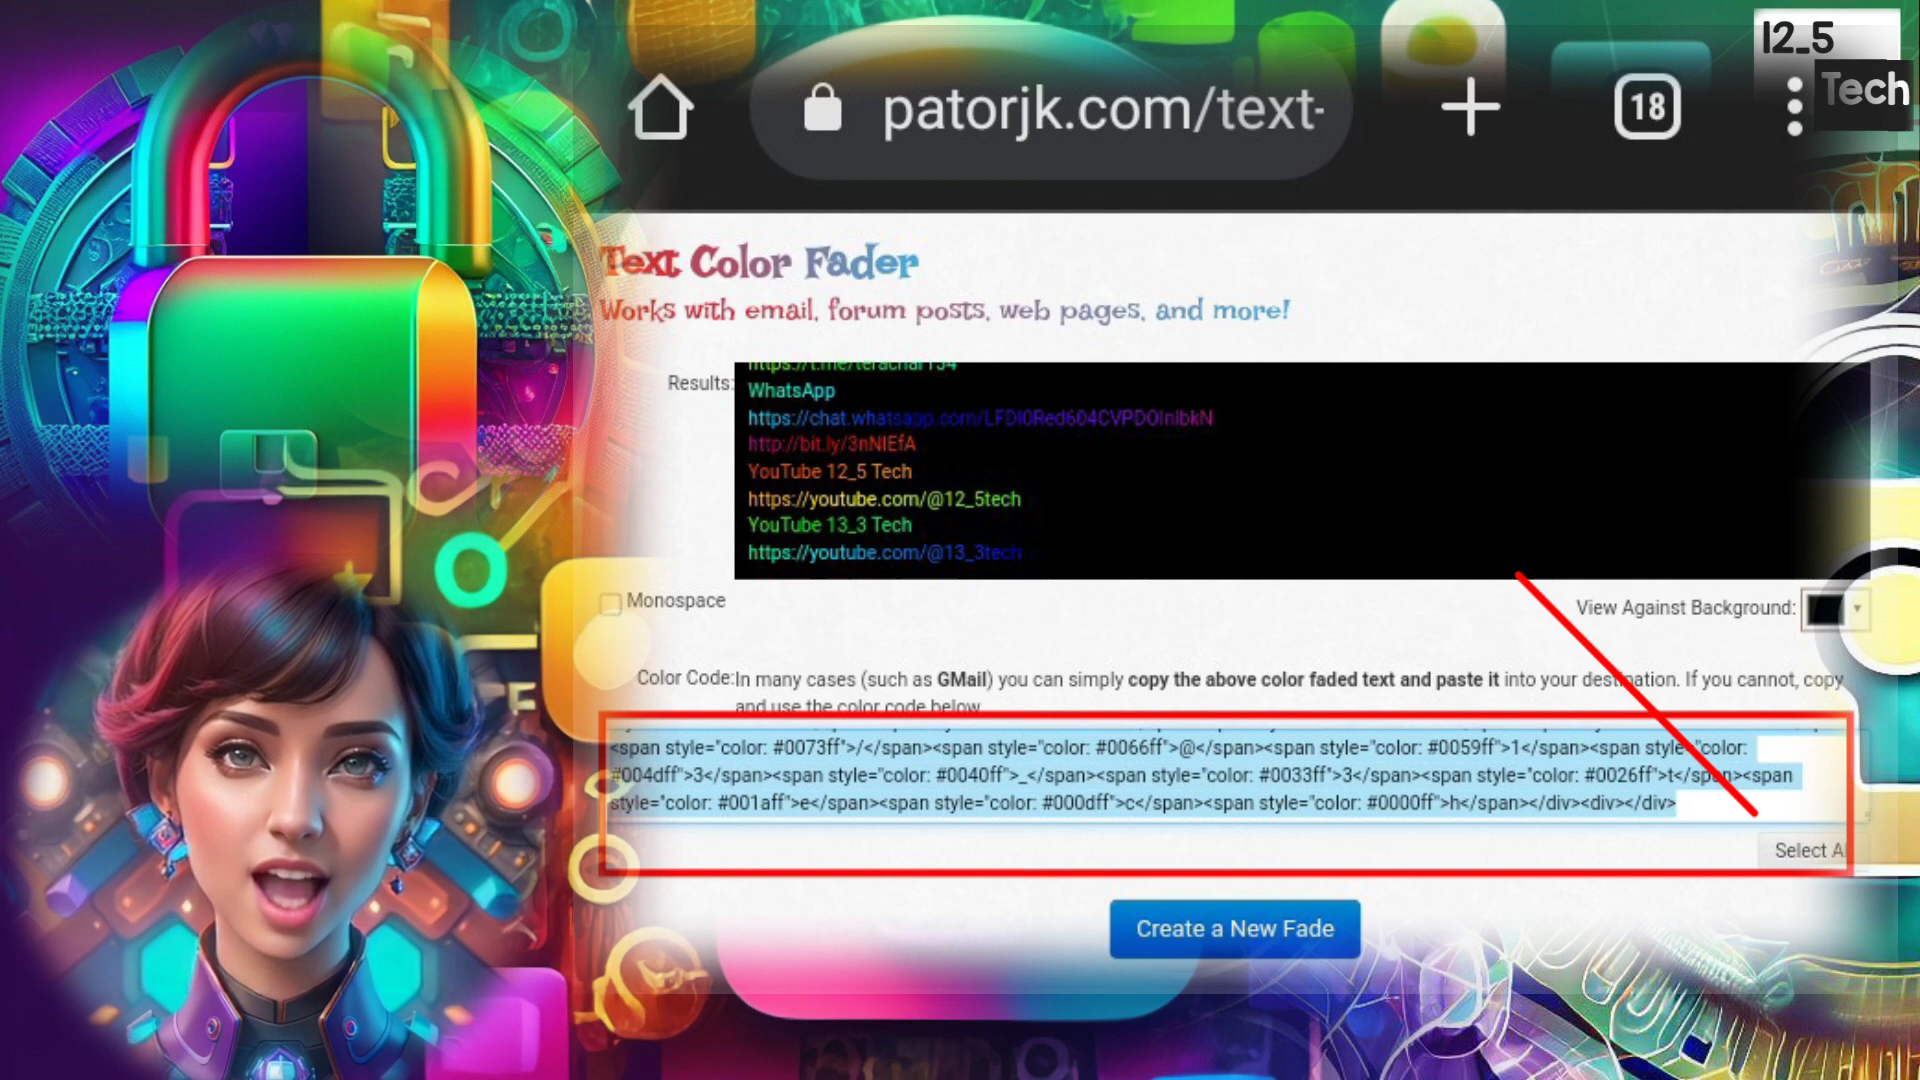 12_5
Tech
patorjk.com/text-
18
Text Color Fader
Works with email, forum posts, web pages, and more!
Results:
WhatsApp
https://chat.whatsapp.com/
http://bit.ly/3nNIEfA
YouTube 12_5 Tech
https://youtube.com/@12_5tech
YouTube 13_3 Tech
https://youtube.com/@13_3tech
Monospace
View Against Background:
Color Code:In many cases (such as GMail) you can simply copy the above color faded text and paste it into your destination. If you cannot, copy
and use the color code below
<span style="color: #0073ff">/</span><span style="color: #0066ff">@</span><span style="color: #0059ff">1</span><span style="color:
#004dff">3</span><span style="color: #0040ff">_</span><span style="color: #0033ff">3</span><span style="color: #0026ff">t</span><span
style="color: #001aff">e</span><span style="color: #000dff">c</span><span style="color: #0000ff">h</span></div><div></div>
Select A
Create a New Fade